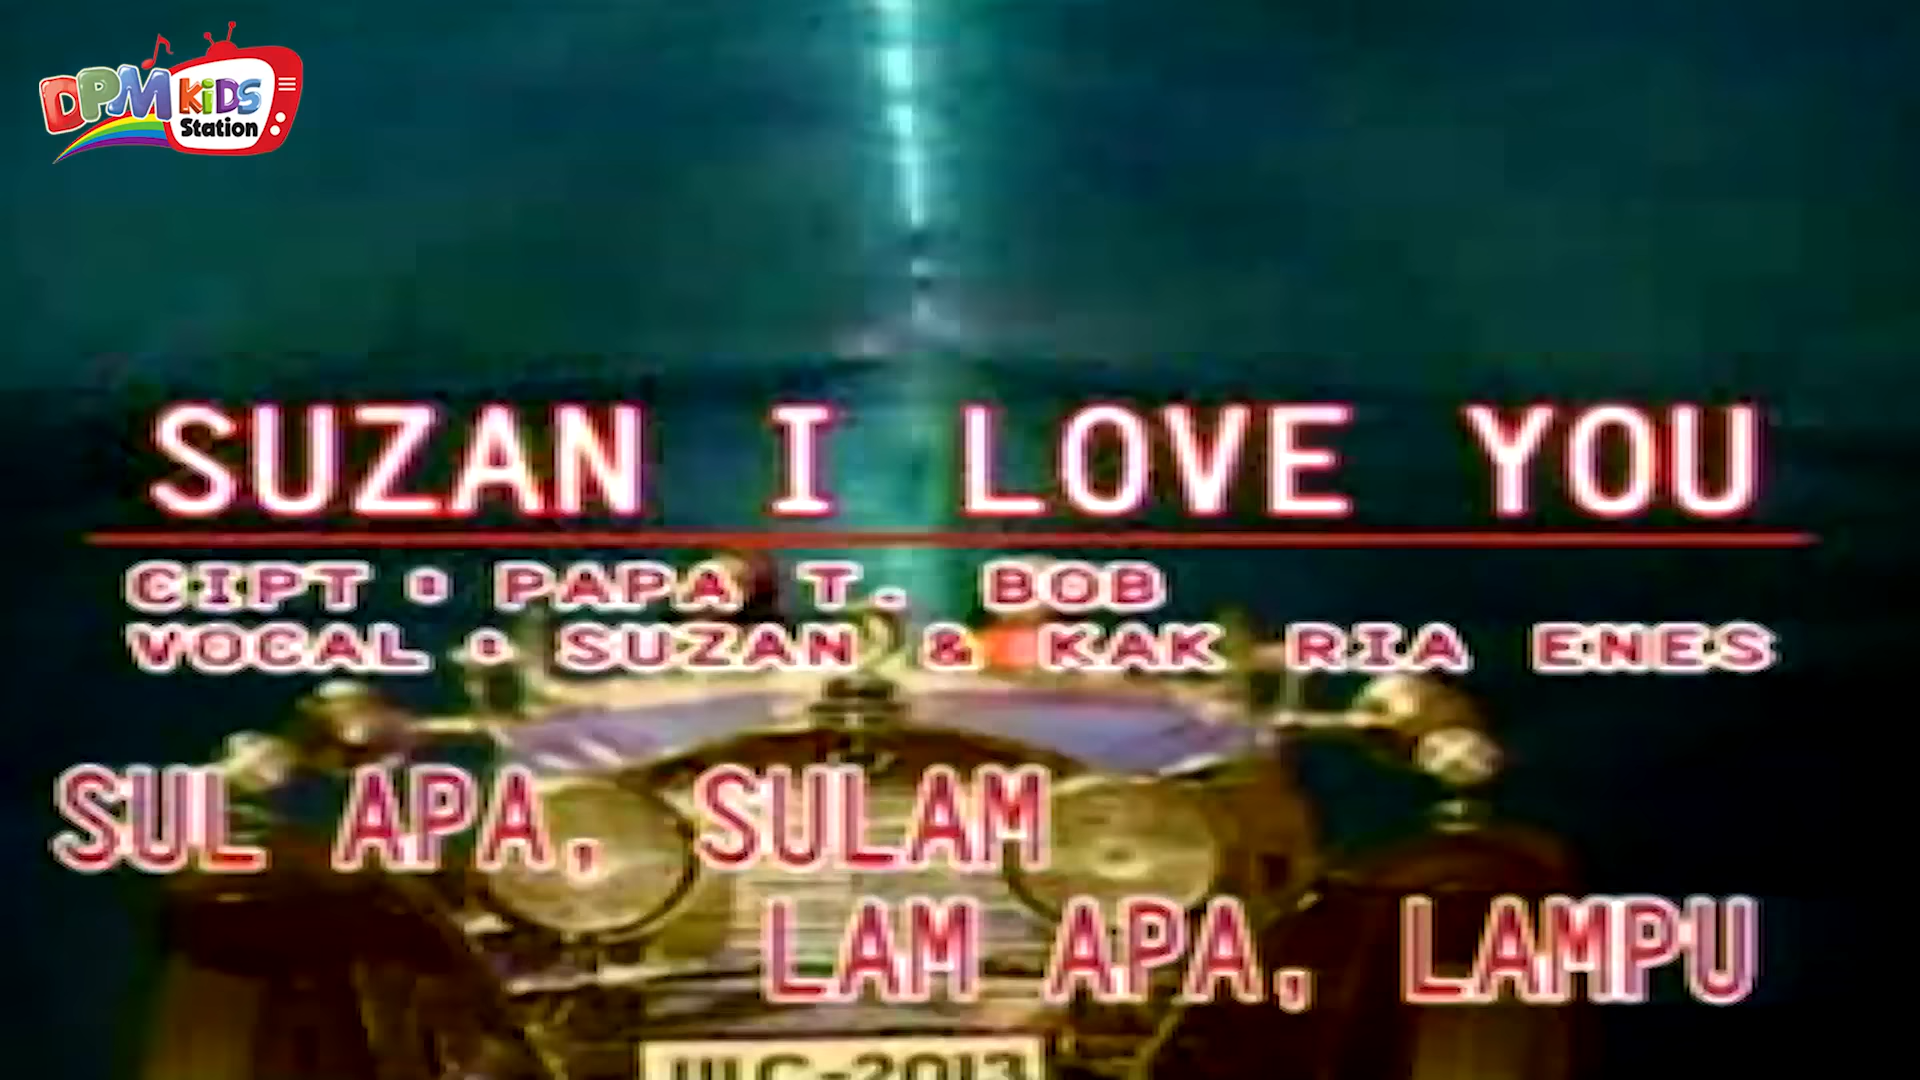 DPM KiDS
Station
SUZAN I LOVE YOU
CIPT : PAPA T. BOB
VOCAL : SUZAN & KAK RIA ENES
SUL APA, SULAM
LAM APA, LAMPU
-2013